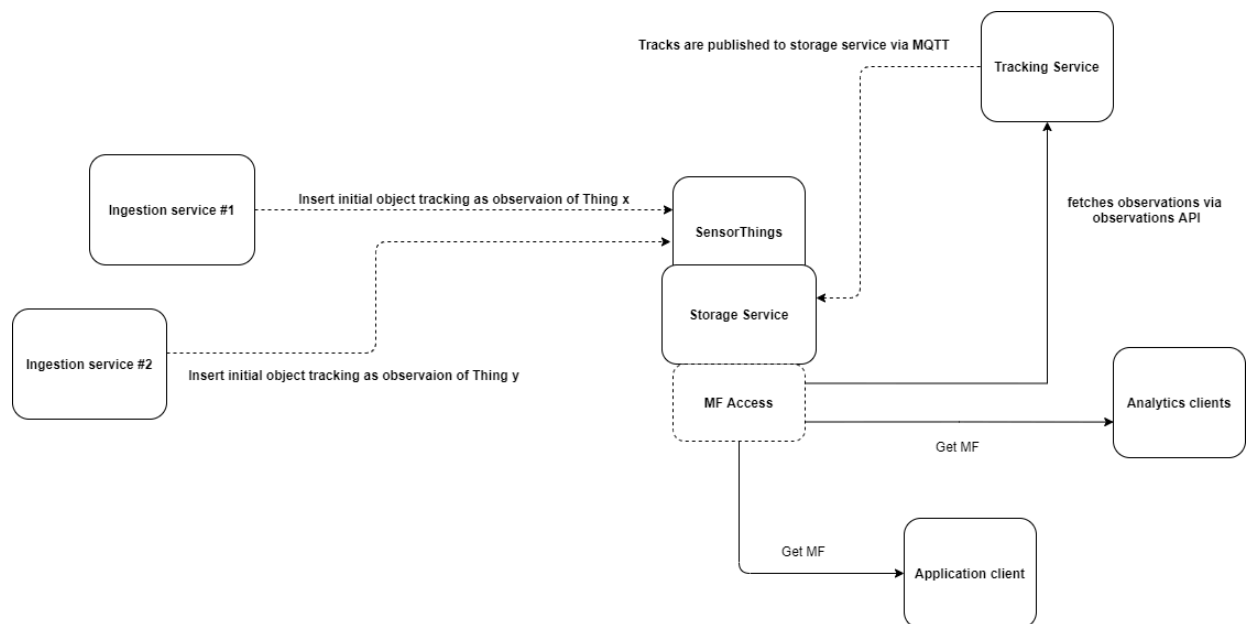 Tracks are published to storage service via MQTT
Tracking Service
Ingestion service #1
Insert initial object tracking as observaion of Thing x
SensorThings
fetches observations via
observations API
Storage Service
Ingestion service #2
Insert initial object tracking as observaion of Thing y
MF Access
Analytics clients
Get MF
Get MF
Application client